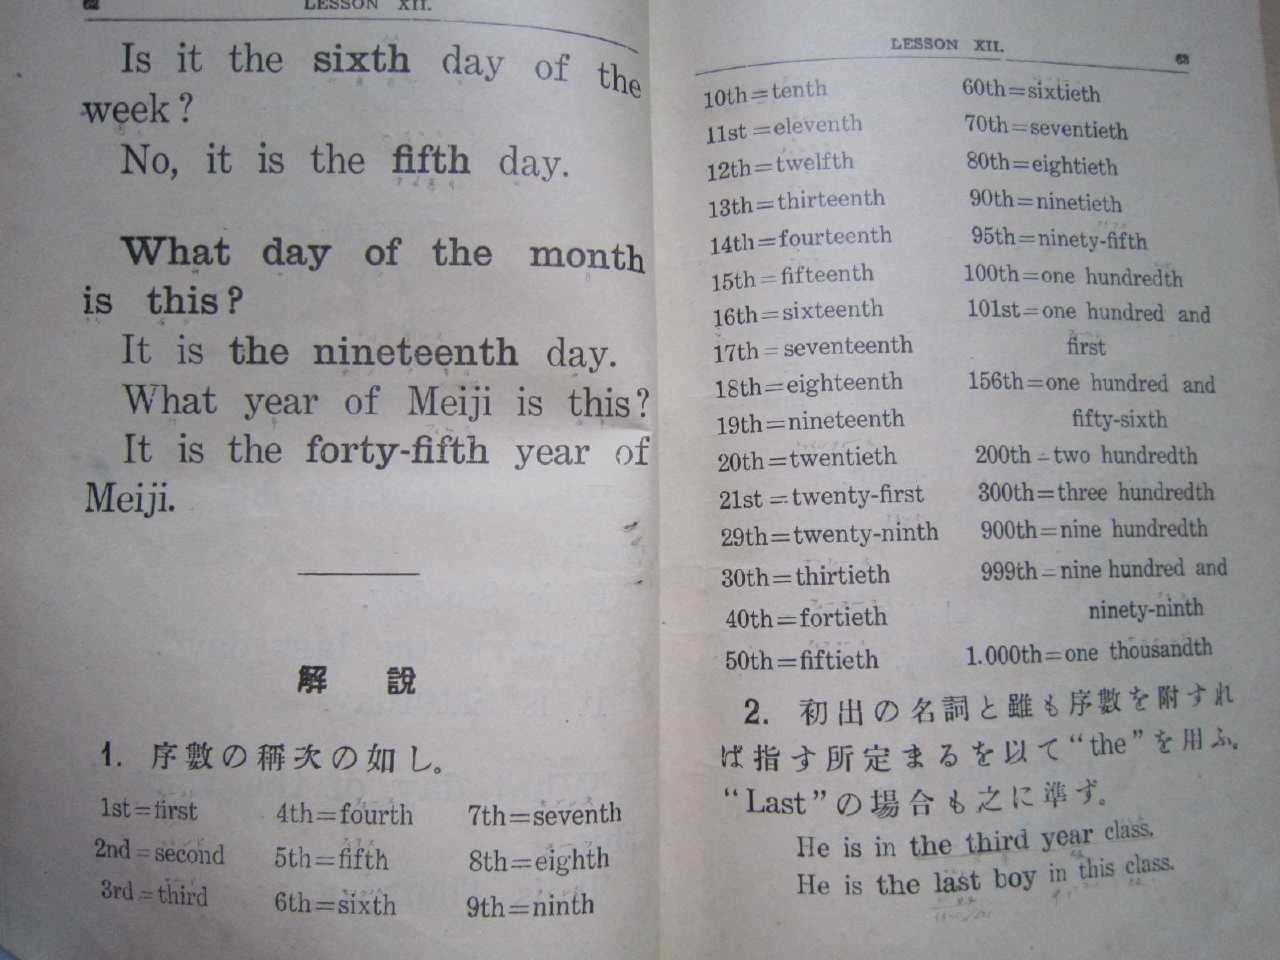 62
LESSON XII.
Is it the sixth day of the
week?
No, it is the fifth day.
What day of the month
is this?
It is the nineteenth day.
What year of Meiji is this?
It is the forty-fifth year of
Meiji.
解說
1. 序數の稱次の如し。
1st=first 4th=fourth 7th=seventh
2nd=second 5th=fifth 8th=eighth
3rd=third 6th=sixth 9th=ninth
LESSON XII. 63
10th=tenth 60th=sixtieth
11st=eleventh 70th=seventieth
12th=twelfth 80th=eightieth
13th=thirteenth 90th=ninetieth
14th=fourteenth 95th=ninety-fifth
15th=fifteenth 100th=one hundredth
16th=sixteenth 101st=one hundred and
17th=seventeenth first
18th=eighteenth 156th=one hundred and
19th=nineteenth fifty-sixth
20th=twentieth 200th=two hundredth
21st=twenty-first 300th=three hundredth
29th=twenty-ninth 900th=nine hundredth
30th=thirtieth 999th=nine hundred and
40th=fortieth ninety-ninth
50th=fiftieth 1.000th=one thousandth
2. 初出の名詞と雖も序數を附すれ
ば指す所定まるを以て“the”を用ふ。
“Last”の場合も之に準ず。
He is in the third year class.
He is the last boy in this class.